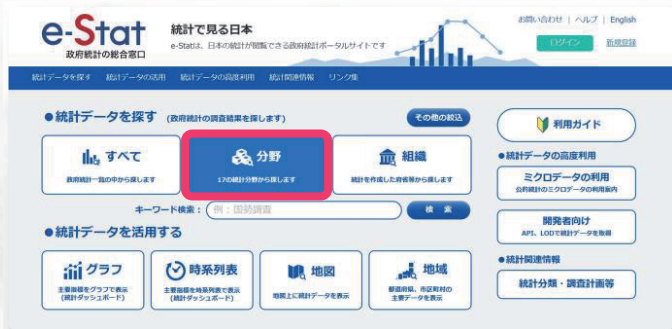 e-Stat
政府統計の総合窓口
統計で見る日本
e-Statは、日本の統計が閲覧できる政府統計ポータルサイトです
お問い合わせ | ヘルプ | English
ログイン 新規登録
統計データを探す 統計データの活用 統計データの高度利用 統計関連情報 リンク集
●統計データを探す (政府統計の調査結果を探します)
その他の絞込
すべて
政府統計一覧の中から探します
分野
17の統計分野から探します
組織
統計を作成した府省等から探します
キーワード検索: 例:国勢調査 検 索
●統計データを活用する
グラフ
主要指標をグラフで表示
(統計ダッシュボード)
時系列表
主要指標を時系列表で表示
(統計ダッシュボード)
地図
地図上に統計データを表示
地域
都道府県、市区町村の
主要データを表示
利用ガイド
●統計データの高度利用
ミクロデータの利用
公的統計のミクロデータの利用案内
開発者向け
API、LODで統計データを取得
●統計関連情報
統計分類・調査計画等